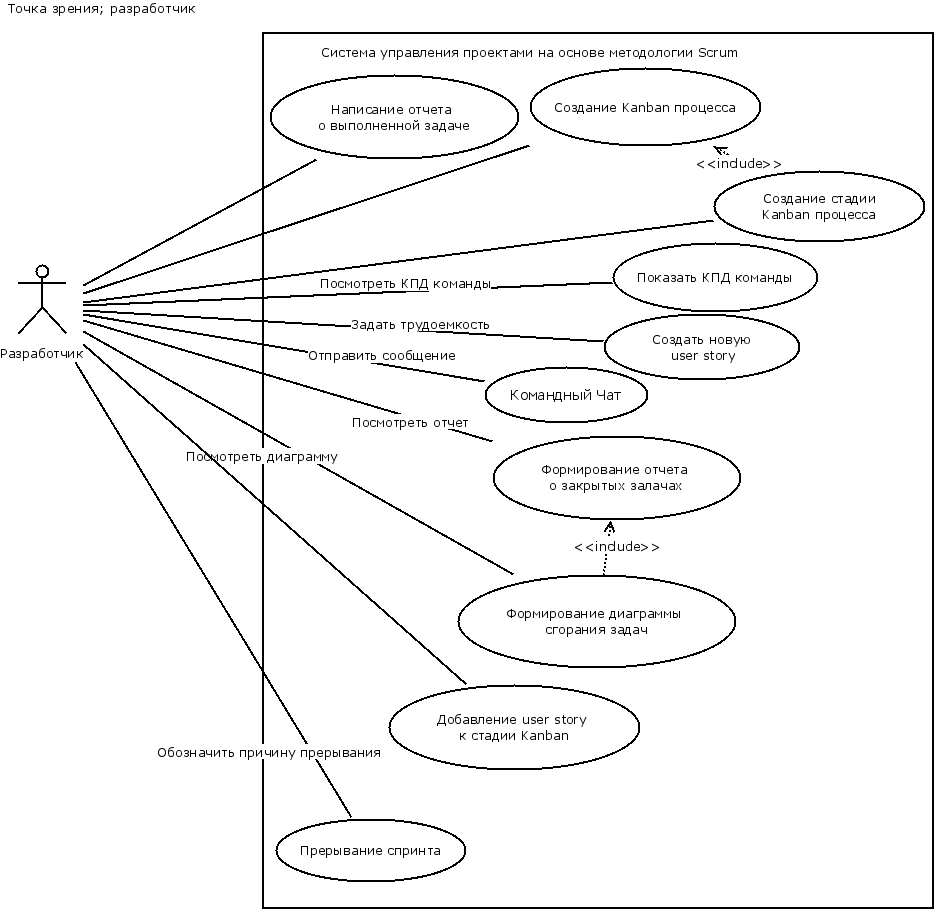 Точка зрения; разработчик
Система управления проектами на основе методологии Scrum
Написание отчета
о выполненной задаче
Создание Kanban процесса
<<include>>
Создание стадии
Kanban процесса
Посмотреть КПД команды
Показать КПД команды
Задать трудоемкость
Создать новую
user story
Разработчик
Отправить сообщение
Командный Чат
Посмотреть отчет
Посмотреть диаграмму
Формирование отчета
о закрытых залачах
<<include>>
Формирование диаграммы
сгорания задач
Добавление user story
к стадии Kanban
Обозначить причину прерывания
Прерывание спринта